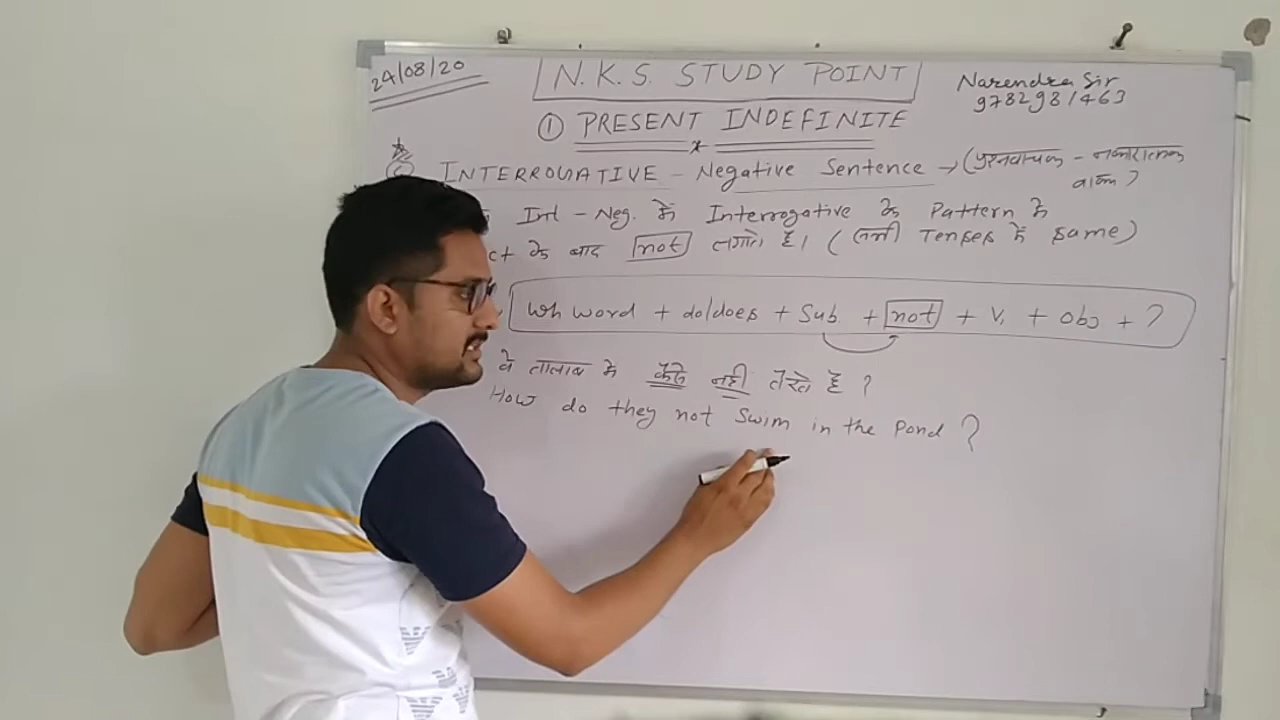 24/08/20
N.K.S. STUDY POINT
Narendra Sir
9782981463
① PRESENT INDEFINITE
INTERROGATIVE - Negative Sentence → (प्रश्नवाचक - नकारात्मक
वाक्य)
Int - Neg. में Interrogative के Pattern में
ct के बाद not लगाते हैं। (सभी Tenses में same)
Wh word + do/does + Sub. + not + V₁ + obj + ?
वे तालाब में कैसे नहीं तैरते हैं ?
How do they not swim in the pond ?